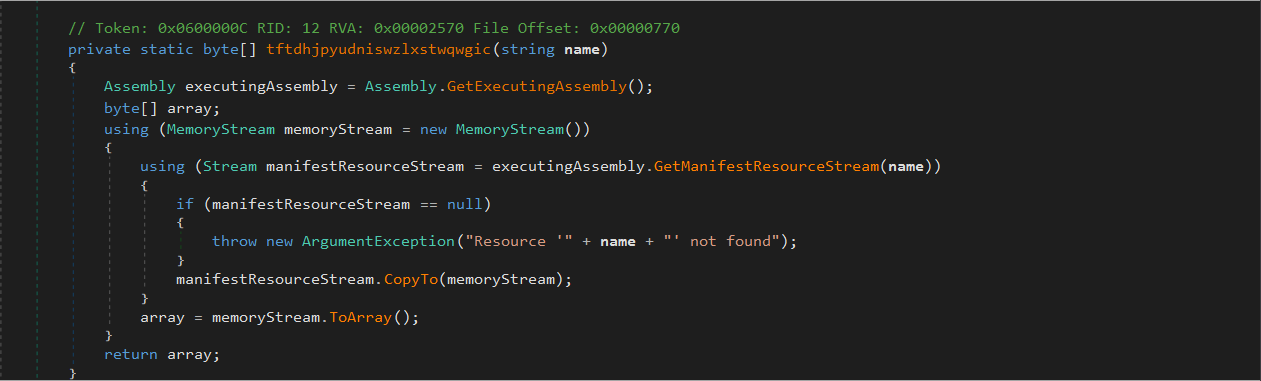 // Token: 0x0600000C RID: 12 RVA: 0x00002570 File Offset: 0x00000770
private static byte[] tftdhjpyudniswzlxstwqwgic(string name)
{
Assembly executingAssembly = Assembly.GetExecutingAssembly();
byte[] array;
using (MemoryStream memoryStream = new MemoryStream())
{
using (Stream manifestResourceStream = executingAssembly.GetManifestResourceStream(name))
{
if (manifestResourceStream == null)
{
throw new ArgumentException("Resource '" + name + "' not found");
}
manifestResourceStream.CopyTo(memoryStream);
}
array = memoryStream.ToArray();
}
return array;
}